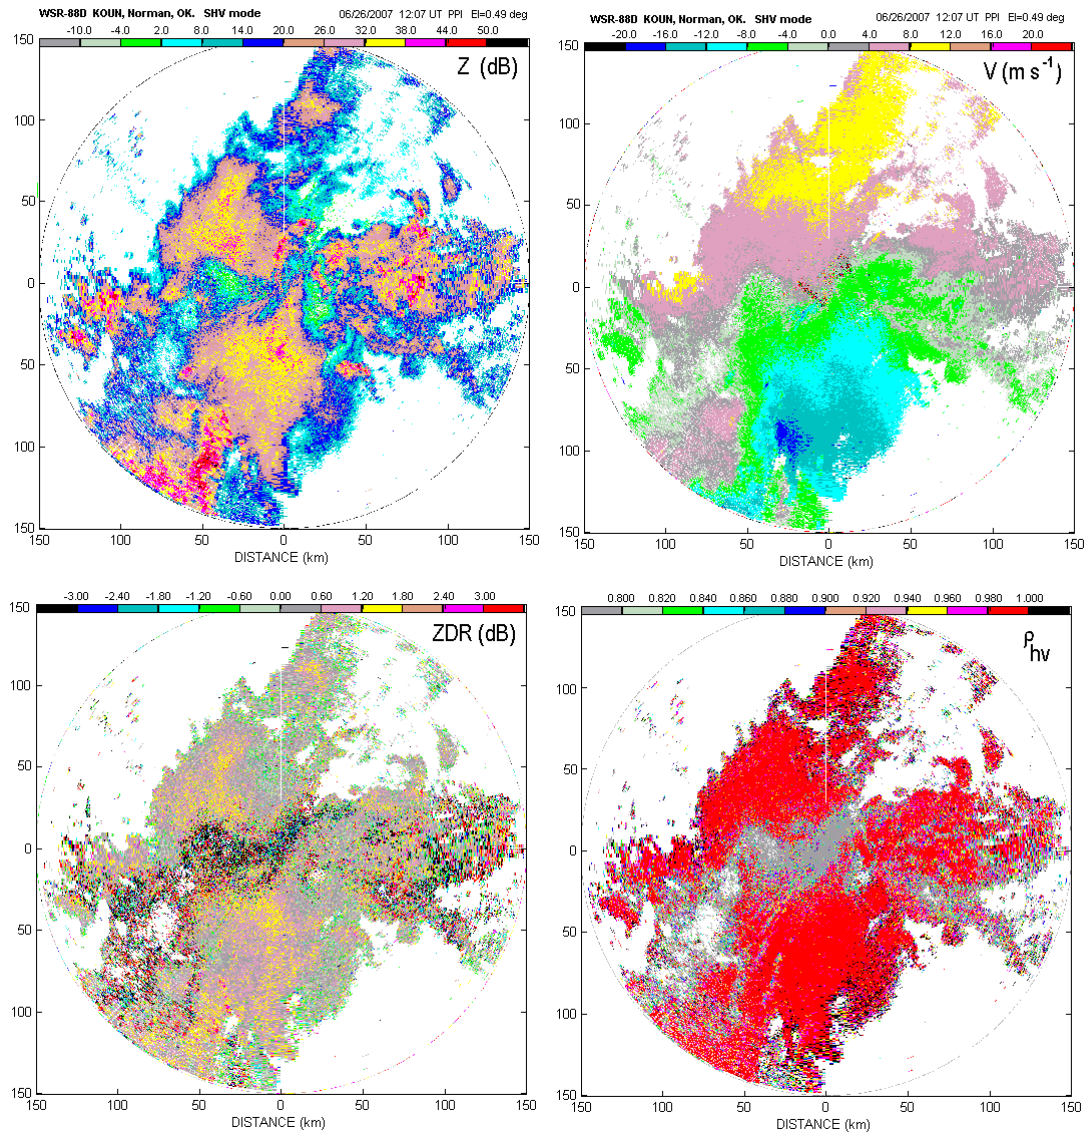 WSR-88D KOUN, Norman, OK. SHV mode 06/26/2007 12:07 UT PPI El=0.49 deg
-10.0 -4.0 2.0 8.0 14.0 20.0 26.0 32.0 38.0 44.0 50.0
Z (dB)
150
100
50
0
50
100
150
150 100 50 0 50 100 150
DISTANCE (km)
WSR-88D KOUN, Norman, OK. SHV mode 06/26/2007 12:07 UT PPI El=0.49 deg
-20.0 -16.0 -12.0 -8.0 -4.0 0.0 4.0 8.0 12.0 16.0 20.0
V (m s⁻¹)
150
100
50
0
50
100
150
150 100 50 0 50 100 150
DISTANCE (km)
-3.00 -2.40 -1.80 -1.20 -0.60 0.00 0.60 1.20 1.80 2.40 3.00
ZDR (dB)
150
100
50
0
50
100
150
150 100 50 0 50 100 150
DISTANCE (km)
0.800 0.820 0.840 0.860 0.880 0.900 0.920 0.940 0.960 0.980 1.000
ρhv
150
100
50
0
50
100
150
150 100 50 0 50 100 150
DISTANCE (km)